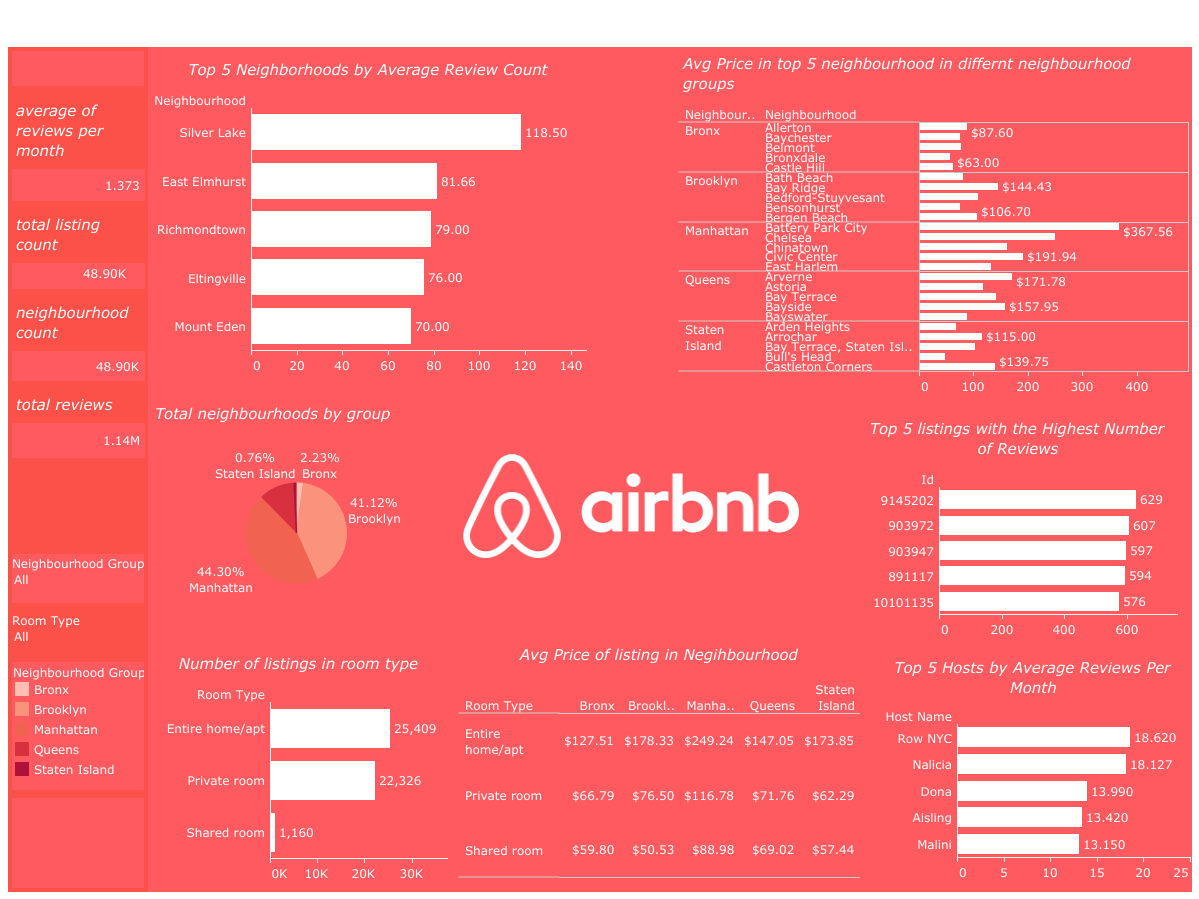 average of
reviews per
month
1.373
total listing
count
48.90K
neighbourhood
count
48.90K
total reviews
1.14M
Neighbourhood Group
All
Room Type
All
Neighbourhood Group
Bronx
Brooklyn
Manhattan
Queens
Staten Island
Top 5 Neighborhoods by Average Review Count
Neighbourhood
Silver Lake 118.50
East Elmhurst 81.66
Richmondtown 79.00
Eltingville 76.00
Mount Eden 70.00
0 20 40 60 80 100 120 140
Avg Price in top 5 neighbourhood in differnt neighbourhood
groups
Neighbour.. Neighbourhood
Bronx Allerton $87.60
Baychester
Belmont
Bronxdale
Castle Hill $63.00
Brooklyn Bath Beach
Bay Ridge $144.43
Bedford-Stuyvesant
Bensonhurst
Bergen Beach $106.70
Manhattan Battery Park City $367.56
Chelsea
Chinatown
Civic Center $191.94
East Harlem
Queens Arverne $171.78
Astoria
Bay Terrace
Bayside $157.95
Bayswater
Staten
Island
Arden Heights
Arrochar $115.00
Bay Terrace, Staten Isl..
Bull's Head
Castleton Corners $139.75
0 100 200 300 400
Total neighbourhoods by group
0.76%
Staten Island
2.23%
Bronx
41.12%
Brooklyn
44.30%
Manhattan
airbnb
Top 5 listings with the Highest Number
of Reviews
Id
9145202 629
903972 607
903947 597
891117 594
10101135 576
0 200 400 600
Number of listings in room type
Room Type
Entire home/apt 25,409
Private room 22,326
Shared room 1,160
0K 10K 20K 30K
Avg Price of listing in Negihbourhood
Room Type Bronx Brookl.. Manha.. Queens Staten
Island
Entire
home/apt $127.51 $178.33 $249.24 $147.05 $173.85
Private room $66.79 $76.50 $116.78 $71.76 $62.29
Shared room $59.80 $50.53 $88.98 $69.02 $57.44
Top 5 Hosts by Average Reviews Per
Month
Host Name
Row NYC 18.620
Nalicia 18.127
Dona 13.990
Aisling 13.420
Malini 13.150
0 5 10 15 20 25